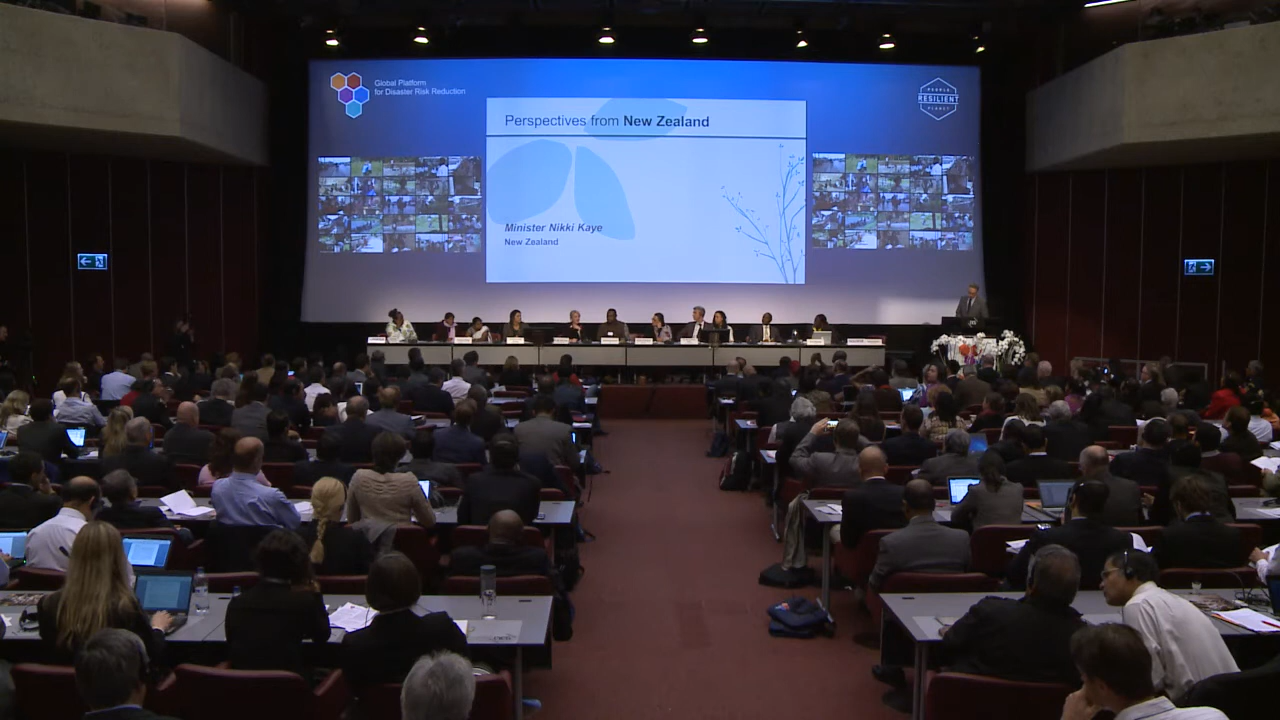 Global Platform
for Disaster Risk Reduction
PEOPLE
RESILIENT
PLANET
Perspectives from New Zealand
Minister Nikki Kaye
New Zealand